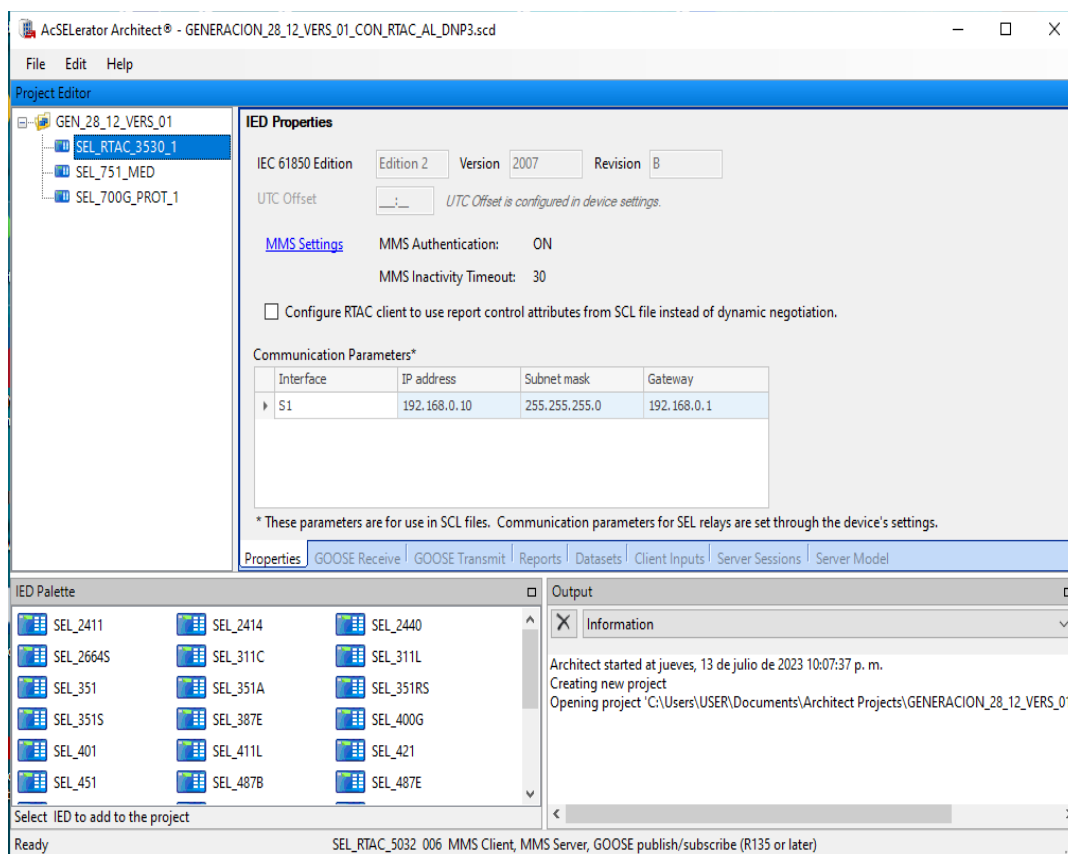 AcSELerator Architect® - GENERACION_28_12_VERS_01_CON_RTAC_AL_DNP3.scd
File Edit Help
Project Editor
GEN_28_12_VERS_01
SEL_RTAC_3530_1
SEL_751_MED
SEL_700G_PROT_1
IED Properties
IEC 61850 Edition Edition 2 Version 2007 Revision B
UTC Offset __:__ UTC Offset is configured in device settings.
MMS Settings MMS Authentication: ON
MMS Inactivity Timeout: 30
Configure RTAC client to use report control attributes from SCL file instead of dynamic negotiation.
Communication Parameters*
Interface IP address Subnet mask Gateway
S1 192.168.0.10 255.255.255.0 192.168.0.1
* These parameters are for use in SCL files. Communication parameters for SEL relays are set through the device's settings.
Properties GOOSE Receive GOOSE Transmit Reports Datasets Client Inputs Server Sessions Server Model
IED Palette
SEL_2411 SEL_2414 SEL_2440
SEL_2664S SEL_311C SEL_311L
SEL_351 SEL_351A SEL_351RS
SEL_351S SEL_387E SEL_400G
SEL_401 SEL_411L SEL_421
SEL_451 SEL_487B SEL_487E
Select IED to add to the project
Output
Information
Architect started at jueves, 13 de julio de 2023 10:07:37 p. m.
Creating new project
Opening project 'C:\Users\USER\Documents\Architect Projects\GENERACION_28_12_VERS_01
Ready SEL_RTAC_5032 006 MMS Client, MMS Server, GOOSE publish/subscribe (R135 or later)